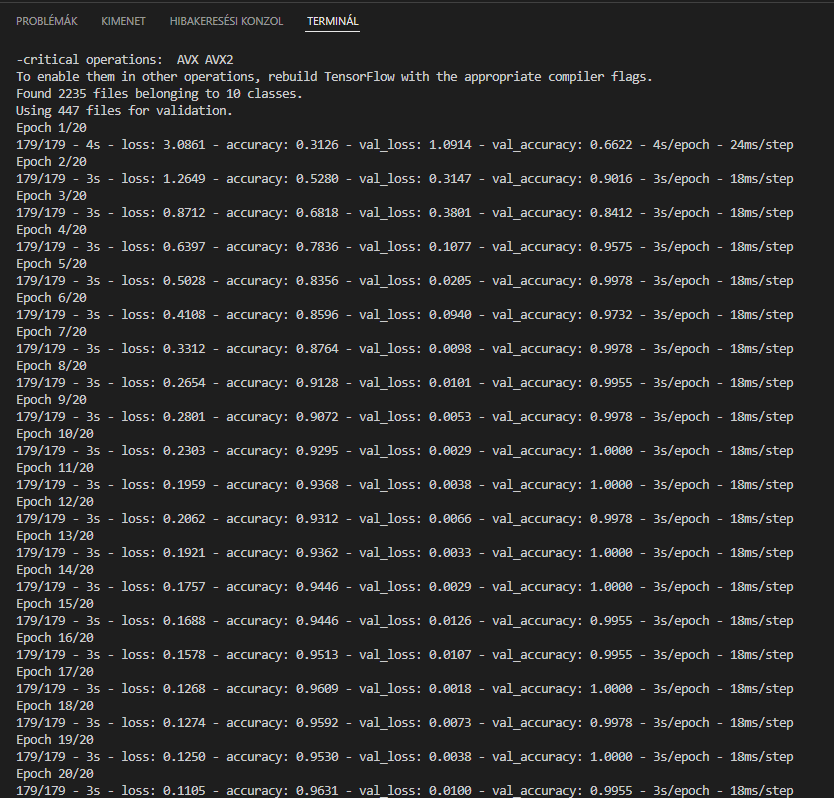 PROBLÉMÁK KIMENET HIBAKERESÉSI KONZOL TERMINÁL
-critical operations:  AVX AVX2
To enable them in other operations, rebuild TensorFlow with the appropriate compiler flags.
Found 2235 files belonging to 10 classes.
Using 447 files for validation.
Epoch 1/20
179/179 - 4s - loss: 3.0861 - accuracy: 0.3126 - val_loss: 1.0914 - val_accuracy: 0.6622 - 4s/epoch - 24ms/step
Epoch 2/20
179/179 - 3s - loss: 1.2649 - accuracy: 0.5280 - val_loss: 0.3147 - val_accuracy: 0.9016 - 3s/epoch - 18ms/step
Epoch 3/20
179/179 - 3s - loss: 0.8712 - accuracy: 0.6818 - val_loss: 0.3801 - val_accuracy: 0.8412 - 3s/epoch - 18ms/step
Epoch 4/20
179/179 - 3s - loss: 0.6397 - accuracy: 0.7836 - val_loss: 0.1077 - val_accuracy: 0.9575 - 3s/epoch - 18ms/step
Epoch 5/20
179/179 - 3s - loss: 0.5028 - accuracy: 0.8356 - val_loss: 0.0205 - val_accuracy: 0.9978 - 3s/epoch - 18ms/step
Epoch 6/20
179/179 - 3s - loss: 0.4108 - accuracy: 0.8596 - val_loss: 0.0940 - val_accuracy: 0.9732 - 3s/epoch - 18ms/step
Epoch 7/20
179/179 - 3s - loss: 0.3312 - accuracy: 0.8764 - val_loss: 0.0098 - val_accuracy: 0.9978 - 3s/epoch - 18ms/step
Epoch 8/20
179/179 - 3s - loss: 0.2654 - accuracy: 0.9128 - val_loss: 0.0101 - val_accuracy: 0.9955 - 3s/epoch - 18ms/step
Epoch 9/20
179/179 - 3s - loss: 0.2801 - accuracy: 0.9072 - val_loss: 0.0053 - val_accuracy: 0.9978 - 3s/epoch - 18ms/step
Epoch 10/20
179/179 - 3s - loss: 0.2303 - accuracy: 0.9295 - val_loss: 0.0029 - val_accuracy: 1.0000 - 3s/epoch - 18ms/step
Epoch 11/20
179/179 - 3s - loss: 0.1959 - accuracy: 0.9368 - val_loss: 0.0038 - val_accuracy: 1.0000 - 3s/epoch - 18ms/step
Epoch 12/20
179/179 - 3s - loss: 0.2062 - accuracy: 0.9312 - val_loss: 0.0066 - val_accuracy: 0.9978 - 3s/epoch - 18ms/step
Epoch 13/20
179/179 - 3s - loss: 0.1921 - accuracy: 0.9362 - val_loss: 0.0033 - val_accuracy: 1.0000 - 3s/epoch - 18ms/step
Epoch 14/20
179/179 - 3s - loss: 0.1757 - accuracy: 0.9446 - val_loss: 0.0029 - val_accuracy: 1.0000 - 3s/epoch - 18ms/step
Epoch 15/20
179/179 - 3s - loss: 0.1688 - accuracy: 0.9446 - val_loss: 0.0126 - val_accuracy: 0.9955 - 3s/epoch - 18ms/step
Epoch 16/20
179/179 - 3s - loss: 0.1578 - accuracy: 0.9513 - val_loss: 0.0107 - val_accuracy: 0.9955 - 3s/epoch - 18ms/step
Epoch 17/20
179/179 - 3s - loss: 0.1268 - accuracy: 0.9609 - val_loss: 0.0018 - val_accuracy: 1.0000 - 3s/epoch - 18ms/step
Epoch 18/20
179/179 - 3s - loss: 0.1274 - accuracy: 0.9592 - val_loss: 0.0073 - val_accuracy: 0.9978 - 3s/epoch - 18ms/step
Epoch 19/20
179/179 - 3s - loss: 0.1250 - accuracy: 0.9530 - val_loss: 0.0038 - val_accuracy: 1.0000 - 3s/epoch - 18ms/step
Epoch 20/20
179/179 - 3s - loss: 0.1105 - accuracy: 0.9631 - val_loss: 0.0100 - val_accuracy: 0.9955 - 3s/epoch - 18ms/step